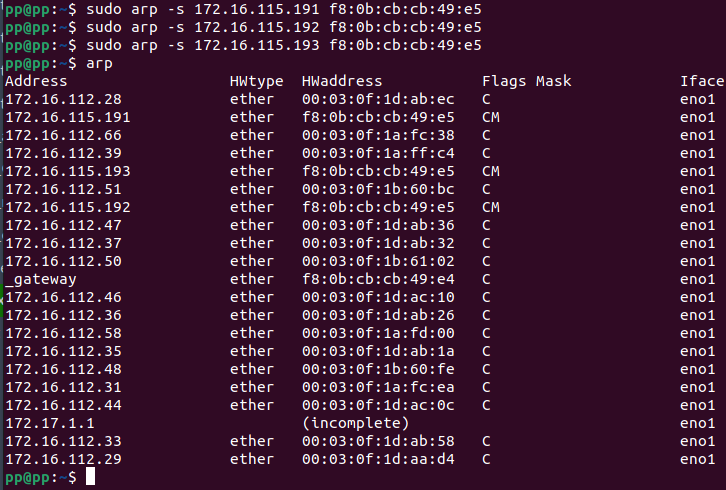 pp@pp:~$ sudo arp -s 172.16.115.191 f8:0b:cb:cb:49:e5
pp@pp:~$ sudo arp -s 172.16.115.192 f8:0b:cb:cb:49:e5
pp@pp:~$ sudo arp -s 172.16.115.193 f8:0b:cb:cb:49:e5
pp@pp:~$ arp
Address HWtype HWaddress Flags Mask Iface
172.16.112.28 ether 00:03:0f:1d:ab:ec C eno1
172.16.115.191 ether f8:0b:cb:cb:49:e5 CM eno1
172.16.112.66 ether 00:03:0f:1a:fc:38 C eno1
172.16.112.39 ether 00:03:0f:1a:ff:c4 C eno1
172.16.115.193 ether f8:0b:cb:cb:49:e5 CM eno1
172.16.112.51 ether 00:03:0f:1b:60:bc C eno1
172.16.115.192 ether f8:0b:cb:cb:49:e5 CM eno1
172.16.112.47 ether 00:03:0f:1d:ab:36 C eno1
172.16.112.37 ether 00:03:0f:1d:ab:32 C eno1
172.16.112.50 ether 00:03:0f:1b:61:02 C eno1
_gateway ether f8:0b:cb:cb:49:e4 C eno1
172.16.112.46 ether 00:03:0f:1d:ac:10 C eno1
172.16.112.36 ether 00:03:0f:1d:ab:26 C eno1
172.16.112.58 ether 00:03:0f:1a:fd:00 C eno1
172.16.112.35 ether 00:03:0f:1d:ab:1a C eno1
172.16.112.48 ether 00:03:0f:1b:60:fe C eno1
172.16.112.31 ether 00:03:0f:1a:fc:ea C eno1
172.16.112.44 ether 00:03:0f:1d:ac:0c C eno1
172.17.1.1 (incomplete) eno1
172.16.112.33 ether 00:03:0f:1d:ab:58 C eno1
172.16.112.29 ether 00:03:0f:1d:aa:d4 C eno1
pp@pp:~$